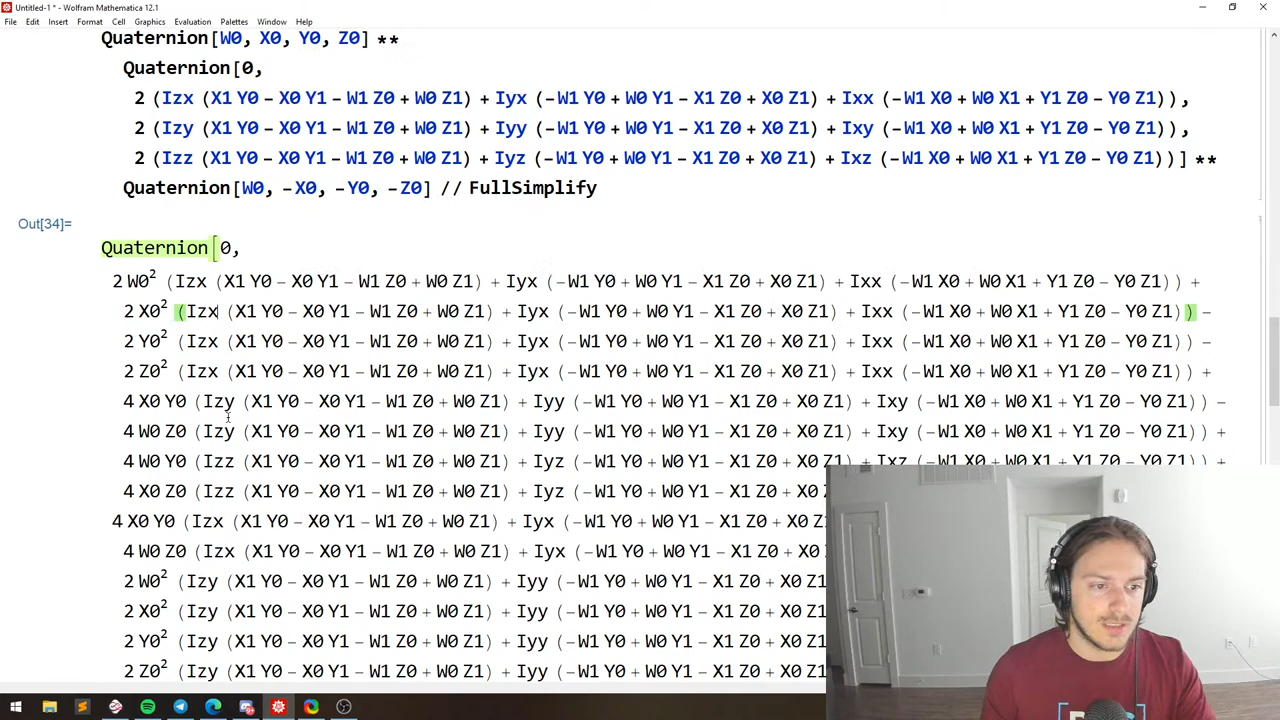 Untitled-1 * - Wolfram Mathematica 12.1
File Edit Insert Format Cell Graphics Evaluation Palettes Window Help
Quaternion[W0, X0, Y0, Z0] **
Quaternion[0,
2 (Izx (X1 Y0 - X0 Y1 - W1 Z0 + W0 Z1) + Iyx (-W1 Y0 + W0 Y1 - X1 Z0 + X0 Z1) + Ixx (-W1 X0 + W0 X1 + Y1 Z0 - Y0 Z1)),
2 (Izy (X1 Y0 - X0 Y1 - W1 Z0 + W0 Z1) + Iyy (-W1 Y0 + W0 Y1 - X1 Z0 + X0 Z1) + Ixy (-W1 X0 + W0 X1 + Y1 Z0 - Y0 Z1)),
2 (Izz (X1 Y0 - X0 Y1 - W1 Z0 + W0 Z1) + Iyz (-W1 Y0 + W0 Y1 - X1 Z0 + X0 Z1) + Ixz (-W1 X0 + W0 X1 + Y1 Z0 - Y0 Z1))] **
Quaternion[W0, -X0, -Y0, -Z0] // FullSimplify
Out[34]=
Quaternion[0,
2 W0² (Izx (X1 Y0 - X0 Y1 - W1 Z0 + W0 Z1) + Iyx (-W1 Y0 + W0 Y1 - X1 Z0 + X0 Z1) + Ixx (-W1 X0 + W0 X1 + Y1 Z0 - Y0 Z1)) +
2 X0² (Izx (X1 Y0 - X0 Y1 - W1 Z0 + W0 Z1) + Iyx (-W1 Y0 + W0 Y1 - X1 Z0 + X0 Z1) + Ixx (-W1 X0 + W0 X1 + Y1 Z0 - Y0 Z1)) -
2 Y0² (Izx (X1 Y0 - X0 Y1 - W1 Z0 + W0 Z1) + Iyx (-W1 Y0 + W0 Y1 - X1 Z0 + X0 Z1) + Ixx (-W1 X0 + W0 X1 + Y1 Z0 - Y0 Z1)) -
2 Z0² (Izx (X1 Y0 - X0 Y1 - W1 Z0 + W0 Z1) + Iyx (-W1 Y0 + W0 Y1 - X1 Z0 + X0 Z1) + Ixx (-W1 X0 + W0 X1 + Y1 Z0 - Y0 Z1)) +
4 X0 Y0 (Izy (X1 Y0 - X0 Y1 - W1 Z0 + W0 Z1) + Iyy (-W1 Y0 + W0 Y1 - X1 Z0 + X0 Z1) + Ixy (-W1 X0 + W0 X1 + Y1 Z0 - Y0 Z1)) -
4 W0 Z0 (Izy (X1 Y0 - X0 Y1 - W1 Z0 + W0 Z1) + Iyy (-W1 Y0 + W0 Y1 - X1 Z0 + X0 Z1) + Ixy (-W1 X0 + W0 X1 + Y1 Z0 - Y0 Z1)) +
4 W0 Y0 (Izz (X1 Y0 - X0 Y1 - W1 Z0 + W0 Z1) + Iyz (-W1 Y0 + W0 Y1 - X1 Z0 + X0 Z1) + Ixz (-W1 X0 + W0 X1 + Y1 Z0 - Y0 Z1)) +
4 X0 Z0 (Izz (X1 Y0 - X0 Y1 - W1 Z0 + W0 Z1) + Iyz (-W1 Y0 + W0 Y1 - X1 Z0 + X0 Z
4 X0 Y0 (Izx (X1 Y0 - X0 Y1 - W1 Z0 + W0 Z1) + Iyx (-W1 Y0 + W0 Y1 - X1 Z0 + X0 Z
4 W0 Z0 (Izx (X1 Y0 - X0 Y1 - W1 Z0 + W0 Z1) + Iyx (-W1 Y0 + W0 Y1 - X1 Z0 + X0 Z
2 W0² (Izy (X1 Y0 - X0 Y1 - W1 Z0 + W0 Z1) + Iyy (-W1 Y0 + W0 Y1 - X1 Z0 + X0 Z1)
2 X0² (Izy (X1 Y0 - X0 Y1 - W1 Z0 + W0 Z1) + Iyy (-W1 Y0 + W0 Y1 - X1 Z0 + X0 Z1)
2 Y0² (Izy (X1 Y0 - X0 Y1 - W1 Z0 + W0 Z1) + Iyy (-W1 Y0 + W0 Y1 - X1 Z0 + X0 Z1)
2 Z0² (Izy (X1 Y0 - X0 Y1 - W1 Z0 + W0 Z1) + Iyy (-W1 Y0 + W0 Y1 - X1 Z0 + X0 Z1)